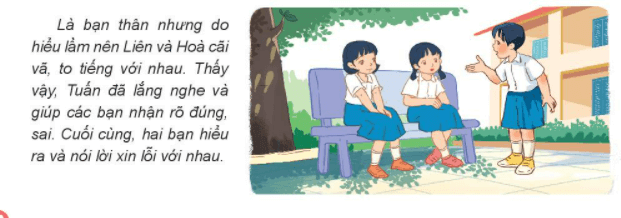 Là bạn thân nhưng do
hiểu lầm nên Liên và Hoà cãi
vã, to tiếng với nhau. Thấy
vậy, Tuấn đã lắng nghe và
giúp các bạn nhận rõ đúng,
sai. Cuối cùng, hai bạn hiểu
ra và nói lời xin lỗi với nhau.